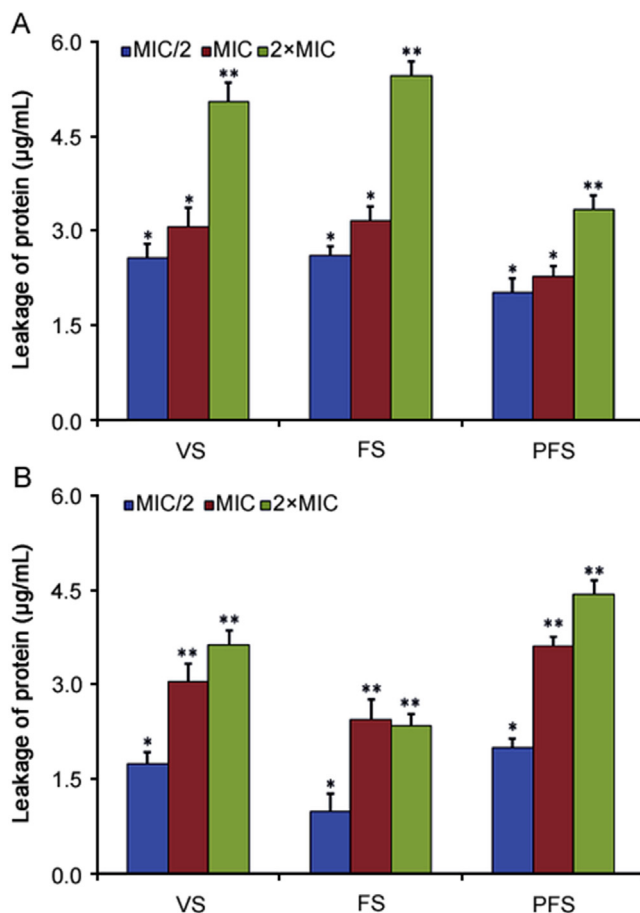 A
MIC/2 MIC 2×MIC
Leakage of protein (µg/mL)
6.0
4.5
3.0
1.5
0.0
* * **
* * **
* * **
VS FS PFS
B
MIC/2 MIC 2×MIC
Leakage of protein (µg/mL)
6.0
4.5
3.0
1.5
0.0
* ** **
* ** **
* ** **
VS FS PFS